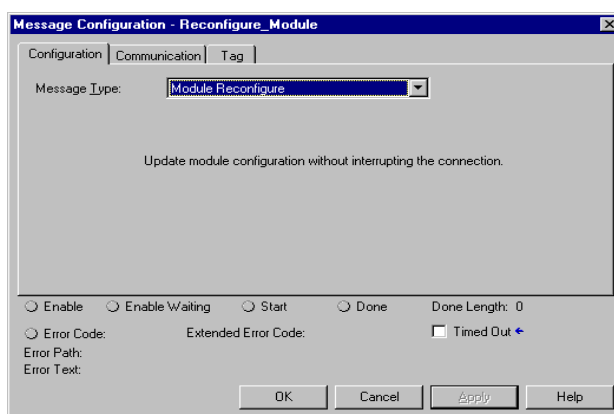 Message Configuration - Reconfigure_Module
Configuration Communication Tag
Message Type: Module Reconfigure
Update module configuration without interrupting the connection.
Enable Enable Waiting Start Done Done Length: 0
Error Code: Extended Error Code: Timed Out
Error Path:
Error Text:
OK Cancel Apply Help